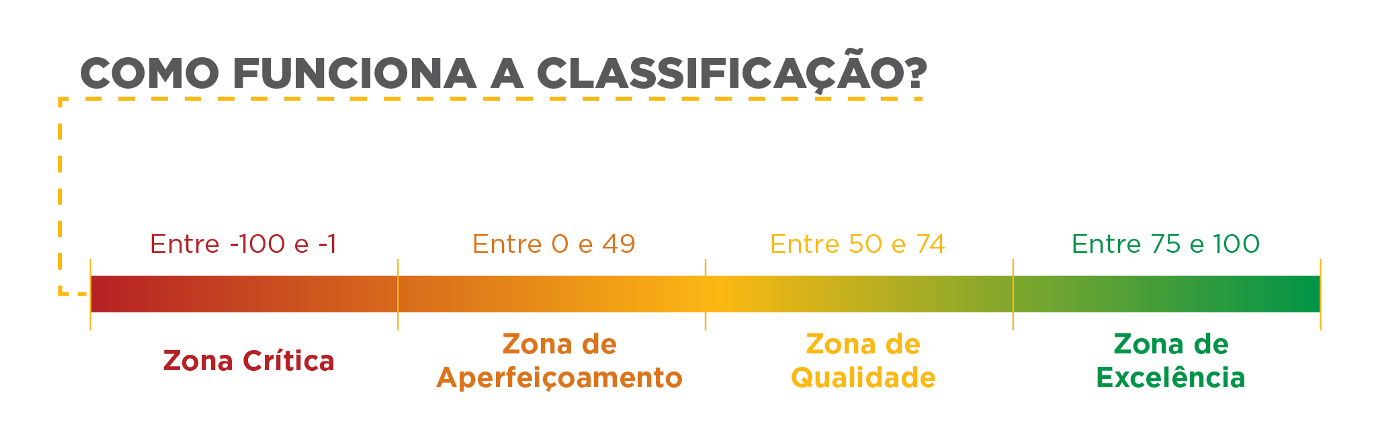 COMO FUNCIONA A CLASSIFICAÇÃO?
Entre -100 e -1
Entre 0 e 49
Entre 50 e 74
Entre 75 e 100
Zona Crítica
Zona de
Aperfeiçoamento
Zona de
Qualidade
Zona de
Excelência